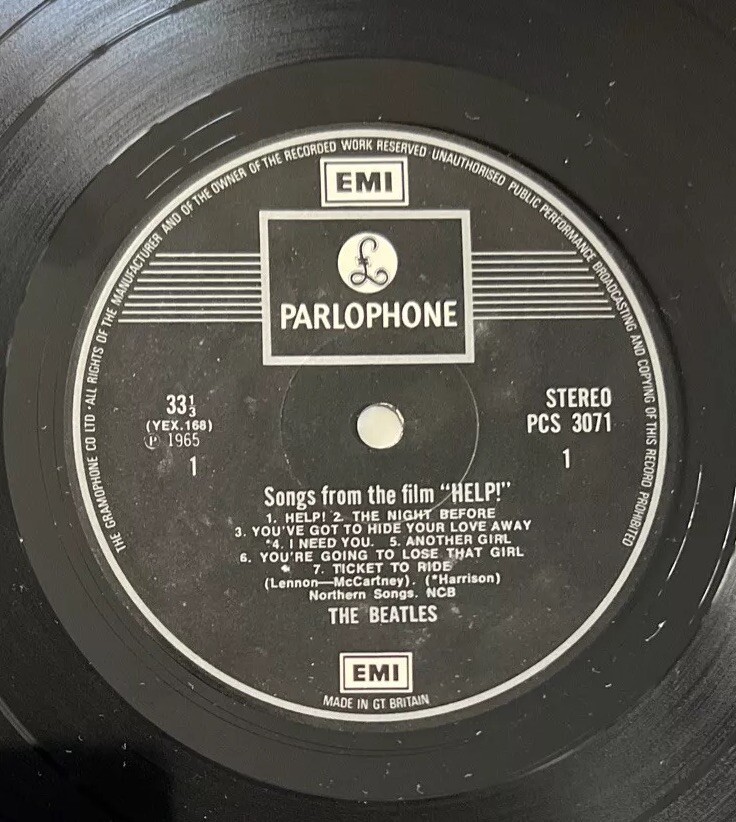 THE GRAMOPHONE CO LTD · ALL RIGHTS OF THE MANUFACTURER AND OF THE OWNER OF THE RECORDED WORK RESERVED · UNAUTHORISED PUBLIC PERFORMANCE BROADCASTING AND COPYING OF THIS RECORD PROHIBITED
EMI
£
PARLOPHONE
33⅓
(YEX.168)
℗ 1965
1
STEREO
PCS 3071
1
Songs from the film "HELP!"
1. HELP! 2. THE NIGHT BEFORE
3. YOU'VE GOT TO HIDE YOUR LOVE AWAY
*4. I NEED YOU. 5. ANOTHER GIRL
6. YOU'RE GOING TO LOSE THAT GIRL
7. TICKET TO RIDE
(Lennon—McCartney). (*Harrison)
Northern Songs. NCB
THE BEATLES
EMI
MADE IN GT BRITAIN